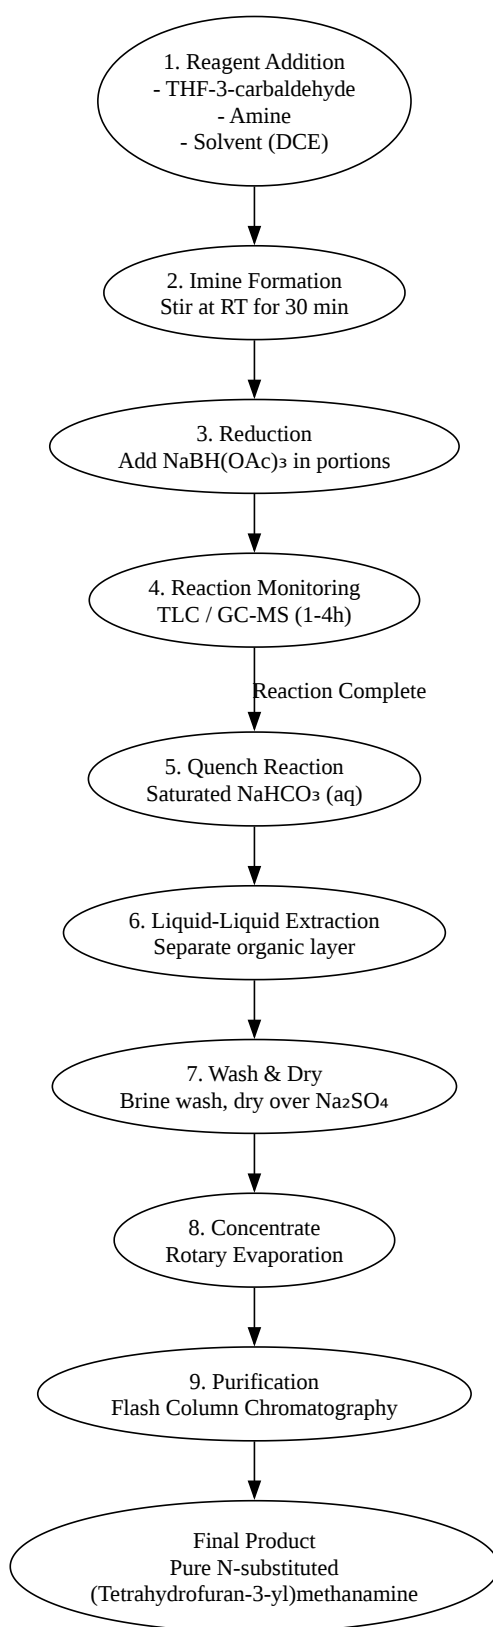 1. Reagent Addition
- THF-3-carbaldehyde
- Amine
- Solvent (DCE)
2. Imine Formation
Stir at RT for 30 min
3. Reduction
Add NaBH(OAc)₃ in portions
4. Reaction Monitoring
TLC / GC-MS (1-4h)
Reaction Complete
5. Quench Reaction
Saturated NaHCO₃ (aq)
6. Liquid-Liquid Extraction
Separate organic layer
7. Wash & Dry
Brine wash, dry over Na₂SO₄
8. Concentrate
Rotary Evaporation
9. Purification
Flash Column Chromatography
Final Product
Pure N-substituted
(Tetrahydrofuran-3-yl)methanamine